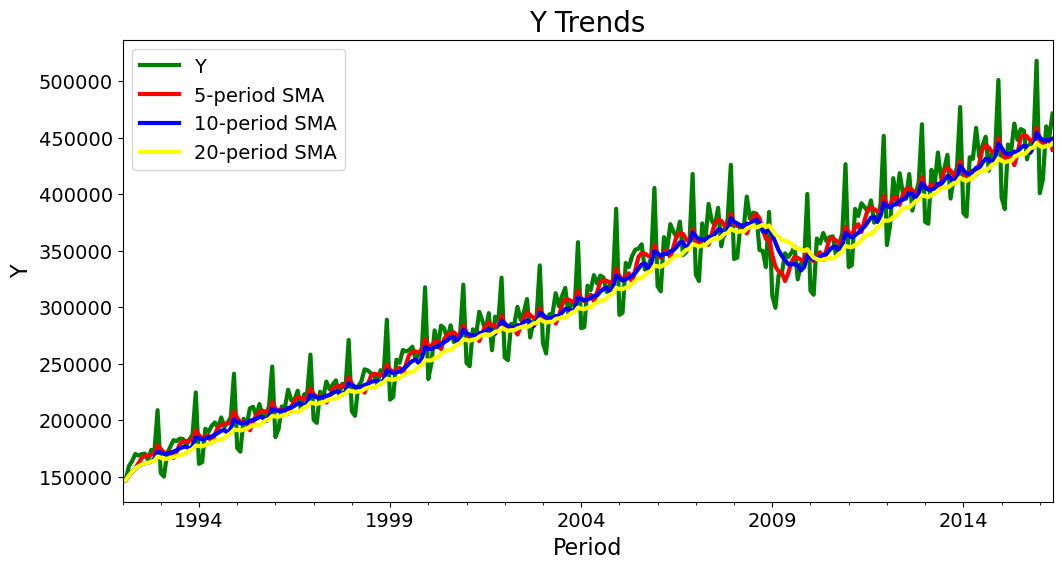 Y Trends
Y
5-period SMA
10-period SMA
20-period SMA
500000
450000
400000
350000
300000
250000
200000
150000
Y
1994
1999
2004
2009
2014
Period